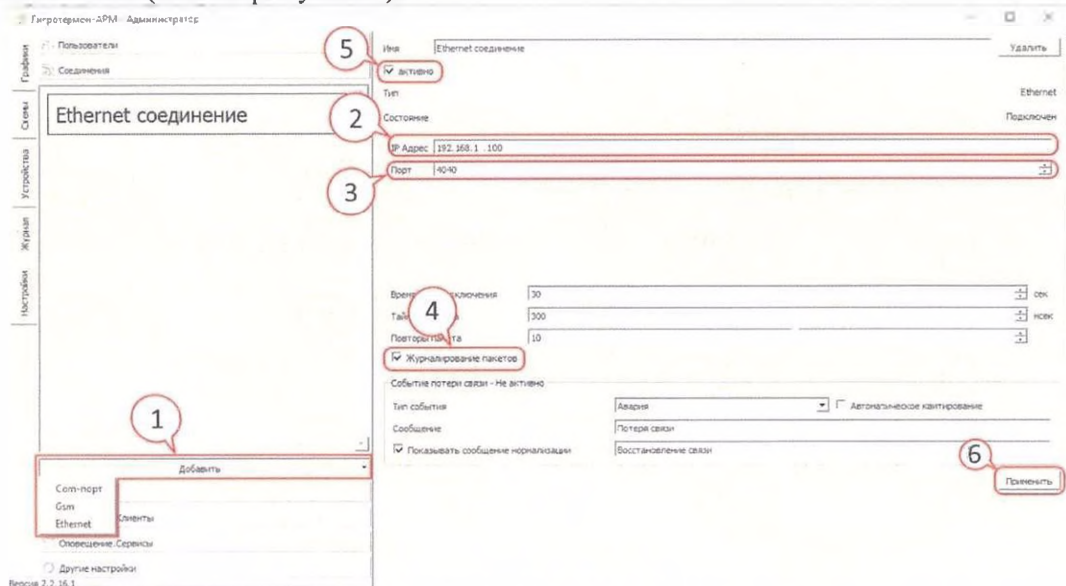 Гигротермон-АРМ - Администратор
Графики
Схемы
Устройства
Журнал
Настройки
Пользователи
Соединения
Ethernet соединение
1
Добавить
Com-порт
Gsm
Ethernet
Клиенты
Оповещение. Сервисы
Другие настройки
Версия 2.2.16.1
5
Имя Ethernet соединение Удалить
активно
Тип Ethernet
2
Состояние Подключен
IP Адрес 192.168.1 .100
3
Порт 4040
4
30 сек
300 мсек
10
Журналирование пакетов
Событие потери связи - Не активно
Тип события Авария Автоматическое квитирование
Сообщение Потеря связи
Показывать сообщение нормализации Восстановление связи
6
Применить